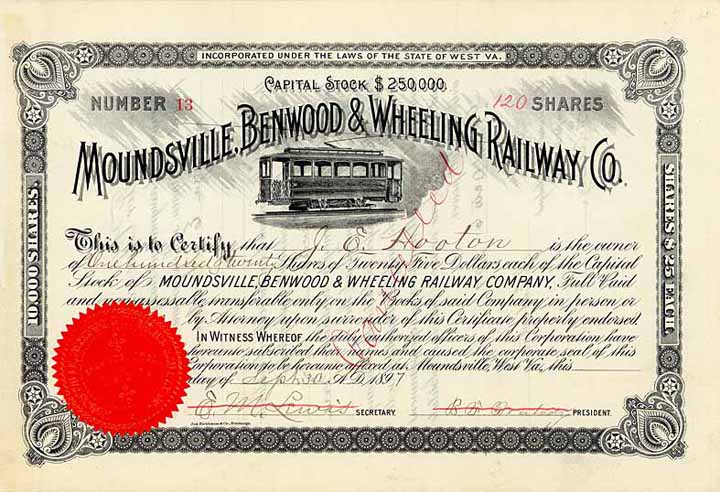 INCORPORATED UNDER THE LAWS OF THE STATE OF WEST VA.
CAPITAL STOCK $250,000.
NUMBER 13
120 SHARES
MOUNDSVILLE, BENWOOD & WHEELING RAILWAY CO.
10,000 SHARES.
SHARES $25 EACH.
This is to Certify that J. E. Hooton is the owner
of One hundred twenty Shares of Twenty Five Dollars each of the Capital
Stock of MOUNDSVILLE, BENWOOD & WHEELING RAILWAY COMPANY, Full Paid
and non-assessable, transferable only on the Books of said Company in person or
by Attorney upon surrender of this Certificate properly endorsed
IN WITNESS WHEREOF the duly authorized officers of this Corporation have
hereunto subscribed their names and caused the corporate seal of this
Corporation to be hereunto affixed at Moundsville, West Va., this
day of Sept 30 A.D. 1897
E. M. Lewis SECRETARY.
PRESIDENT.
Cancelled